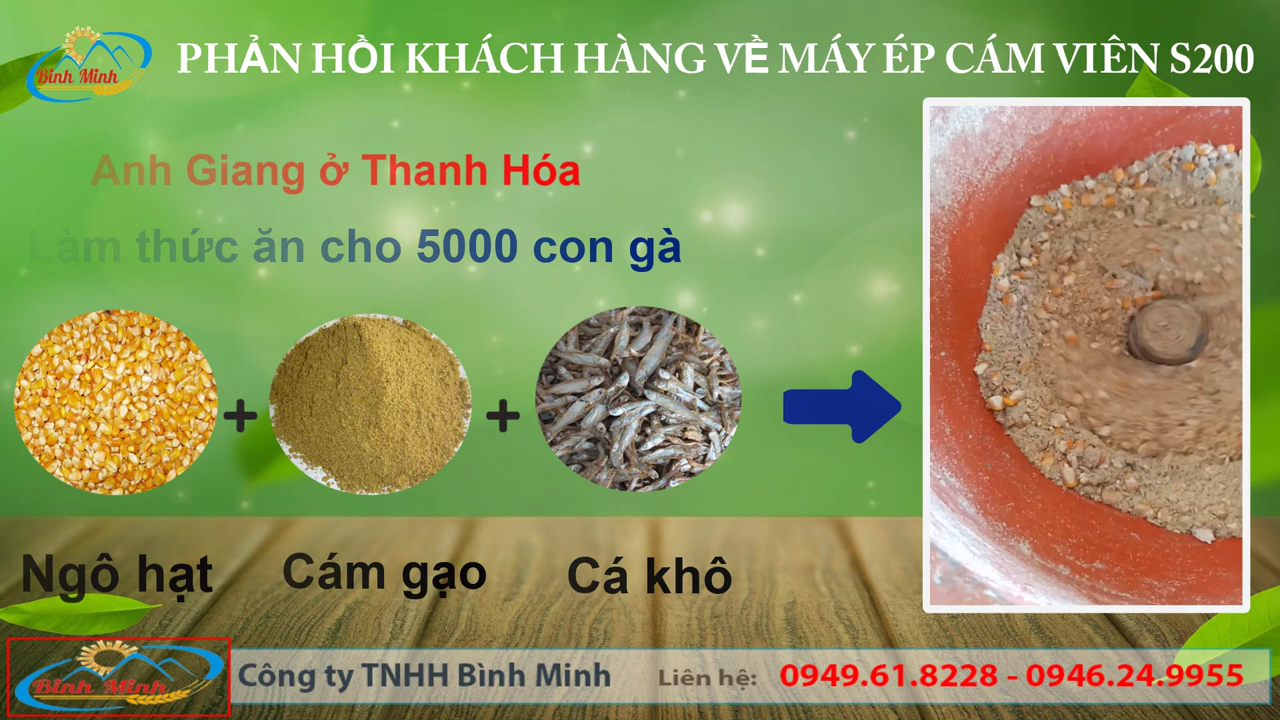 Bình Minh
PHẢN HỒI KHÁCH HÀNG VỀ MÁY ÉP CÁM VIÊN S200
Anh Giang ở Thanh Hóa
Làm thức ăn cho 5000 con gà
+ +
Ngô hạt
Cám gạo
Cá khô
Bình Minh
Công ty TNHH Bình Minh
Liên hệ: 0949.61.8228 - 0946.24.9955